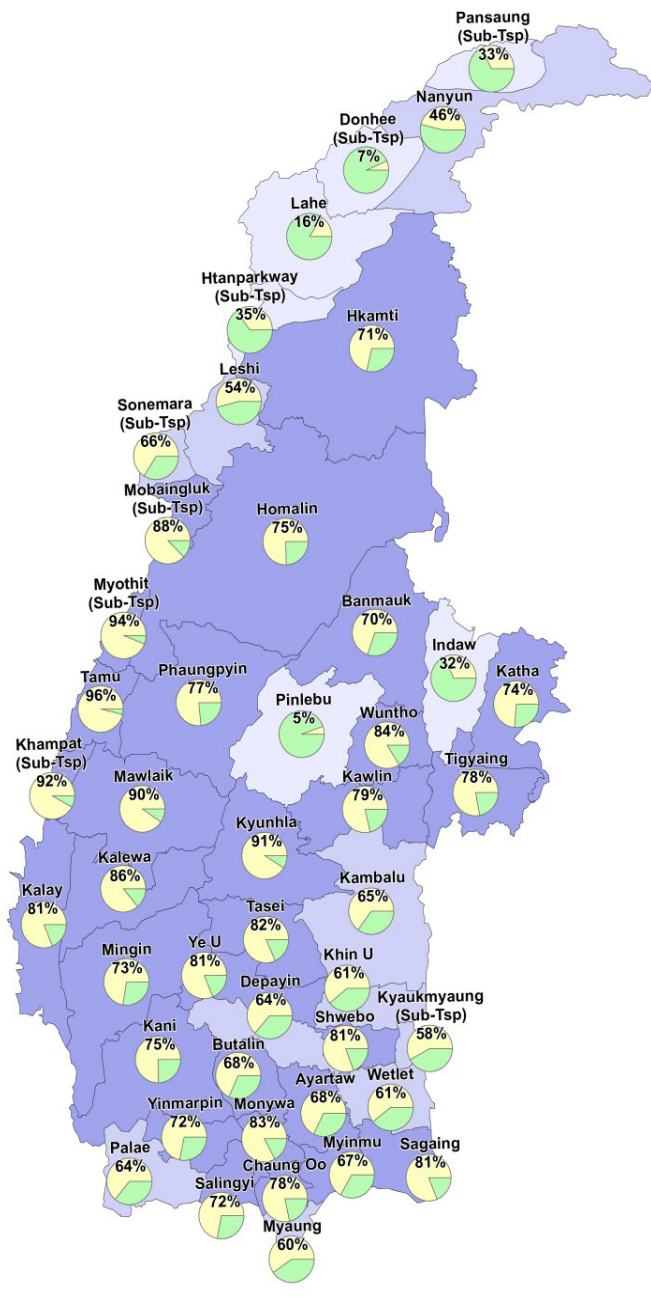 Pansaung
(Sub-Tsp)
33%
Nanyun
46%
Donhee
(Sub-Tsp)
7%
Lahe
16%
Htanparkway
(Sub-Tsp)
35%
Hkamti
71%
Leshi
54%
Sonemara
(Sub-Tsp)
66%
Mobaingluk
(Sub-Tsp)
88%
Homalin
75%
Myothit
(Sub-Tsp)
94%
Banmauk
70%
Indaw
32%
Katha
74%
Tamu
96%
Phaungpyin
77%
Pinlebu
5%
Wuntho
84%
Khampat
(Sub-Tsp)
92%
Mawlaik
90%
Kawlin
79%
Tigyaing
78%
Kyunhla
91%
Kalewa
86%
Kambalu
65%
Kalay
81%
Tasei
82%
Mingin
73%
Ye U
81%
Khin U
61%
Depayin
64%
Kyaukmyaung
(Sub-Tsp)
58%
Shwebo
81%
Kani
75%
Butalin
68%
Ayartaw
68%
Wetlet
61%
Yinmarpin
72%
Monywa
83%
Palae
64%
Chaung Oo
78%
Myinmu
67%
Sagaing
81%
Salingyi
72%
Myaung
60%